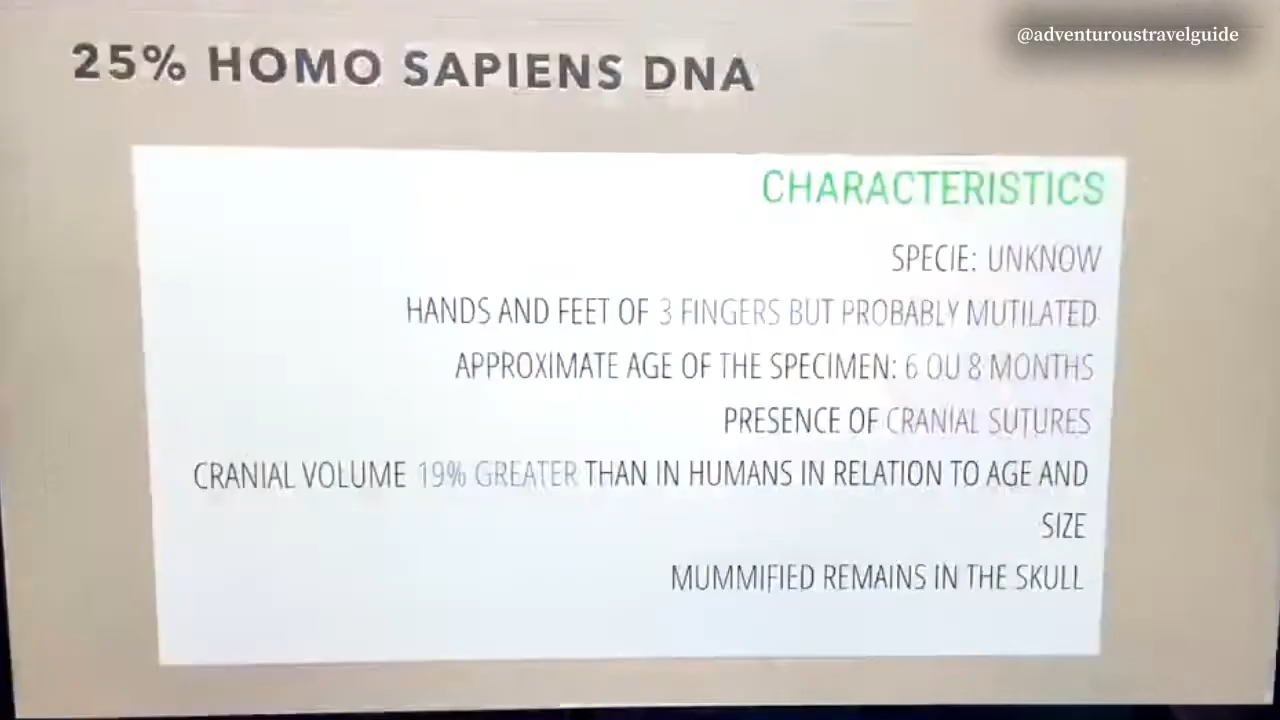 @adventuroustravelguide
25% HOMO SAPIENS DNA
CHARACTERISTICS
SPECIE: UNKNOW
HANDS AND FEET OF 3 FINGERS BUT PROBABLY MUTILATED
APPROXIMATE AGE OF THE SPECIMEN: 6 OU 8 MONTHS
PRESENCE OF CRANIAL SUTURES
CRANIAL VOLUME 19% GREATER THAN IN HUMANS IN RELATION TO AGE AND
SIZE
MUMMIFIED REMAINS IN THE SKULL